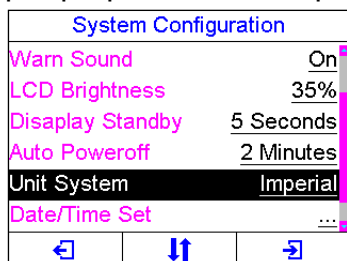 System Configuration
Warn Sound On
LCD Brightness 35%
Disaplay Standby 5 Seconds
Auto Poweroff 2 Minutes
Unit System Imperial
Date/Time Set ...